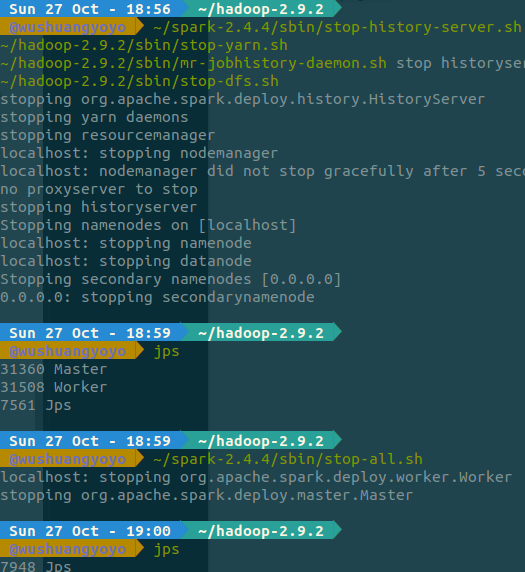 Sun 27 Oct - 18:56 ~/hadoop-2.9.2
@wushuangyoyo ~/spark-2.4.4/sbin/stop-history-server.sh
~/hadoop-2.9.2/sbin/stop-yarn.sh
~/hadoop-2.9.2/sbin/mr-jobhistory-daemon.sh stop historyser
~/hadoop-2.9.2/sbin/stop-dfs.sh
stopping org.apache.spark.deploy.history.HistoryServer
stopping yarn daemons
stopping resourcemanager
localhost: stopping nodemanager
localhost: nodemanager did not stop gracefully after 5 seco
no proxyserver to stop
stopping historyserver
Stopping namenodes on [localhost]
localhost: stopping namenode
localhost: stopping datanode
Stopping secondary namenodes [0.0.0.0]
0.0.0.0: stopping secondarynamenode
Sun 27 Oct - 18:59 ~/hadoop-2.9.2
@wushuangyoyo jps
31360 Master
31508 Worker
7561 Jps
Sun 27 Oct - 18:59 ~/hadoop-2.9.2
@wushuangyoyo ~/spark-2.4.4/sbin/stop-all.sh
localhost: stopping org.apache.spark.deploy.worker.Worker
stopping org.apache.spark.deploy.master.Master
Sun 27 Oct - 19:00 ~/hadoop-2.9.2
@wushuangyoyo jps
7948 Jps